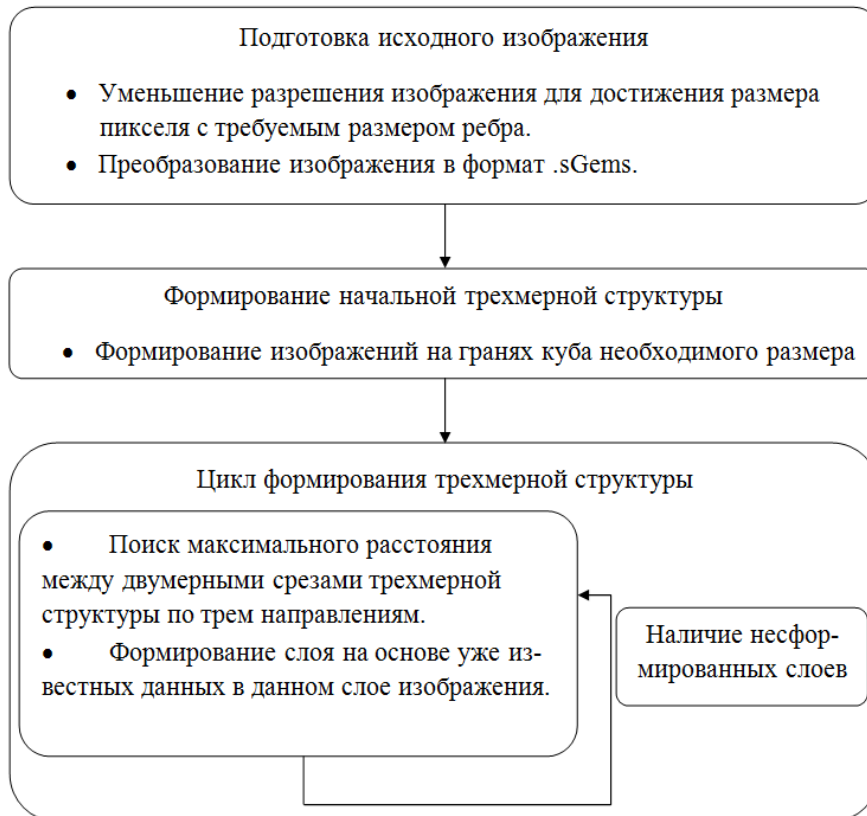 Подготовка исходного изображения
• Уменьшение разрешения изображения для достижения размера
пикселя с требуемым размером ребра.
• Преобразование изображения в формат .sGems.
Формирование начальной трехмерной структуры
• Формирование изображений на гранях куба необходимого размера
Цикл формирования трехмерной структуры
• Поиск максимального расстояния
между двумерными срезами трехмерной
структуры по трем направлениям.
• Формирование слоя на основе уже из-
вестных данных в данном слое изображения.
Наличие несфор-
мированных слоев